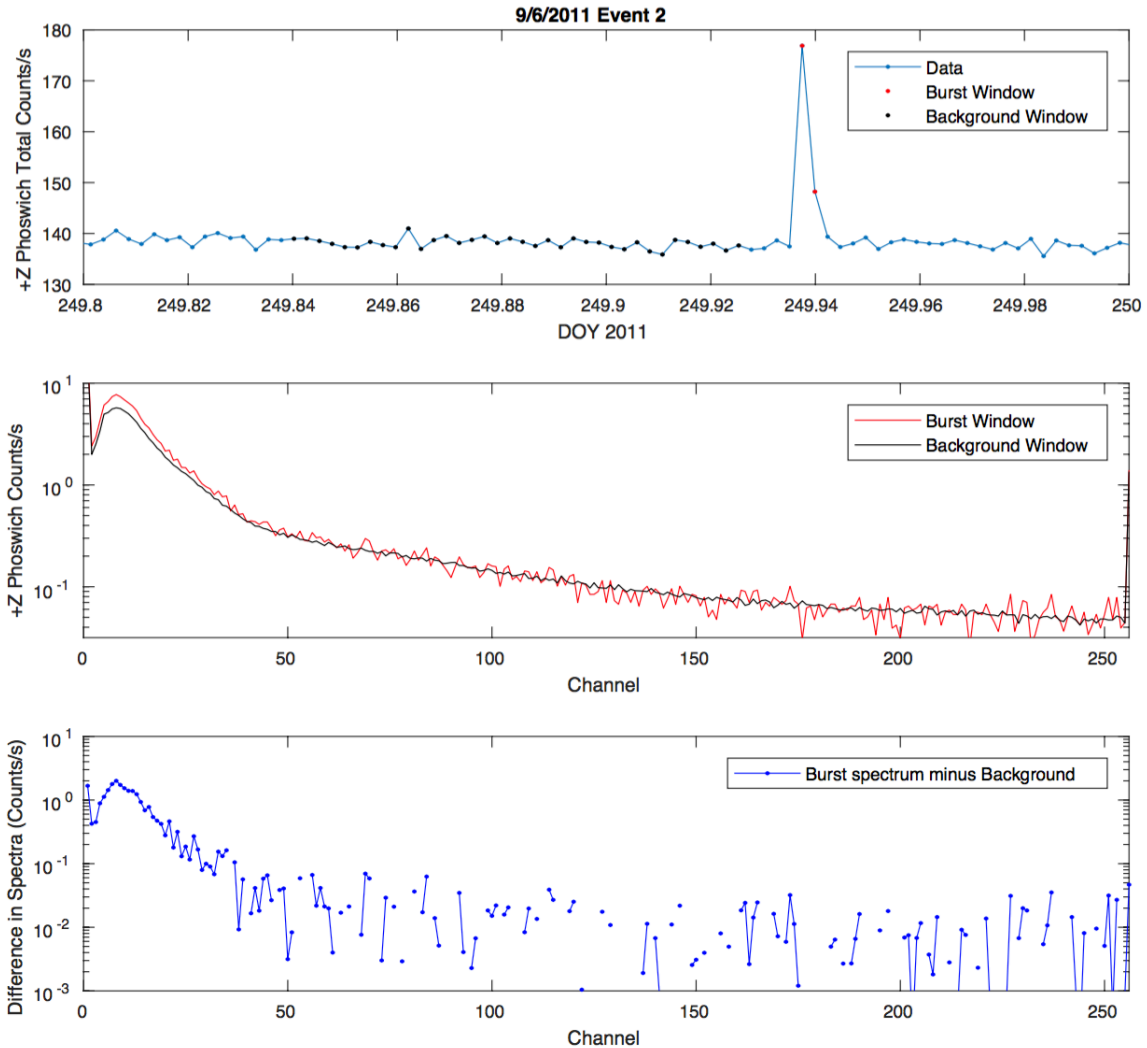 9/6/2011 Event 2
+Z Phoswich Total Counts/s
180
170
160
150
140
130
Data
Burst Window
Background Window
249.8 249.82 249.84 249.86 249.88 249.9 249.92 249.94 249.96 249.98 250
DOY 2011
+Z Phoswich Counts/s
10^1
10^0
10^-1
Burst Window
Background Window
0 50 100 150 200 250
Channel
Difference in Spectra (Counts/s)
10^1
10^0
10^-1
10^-2
10^-3
Burst spectrum minus Background
0 50 100 150 200 250
Channel